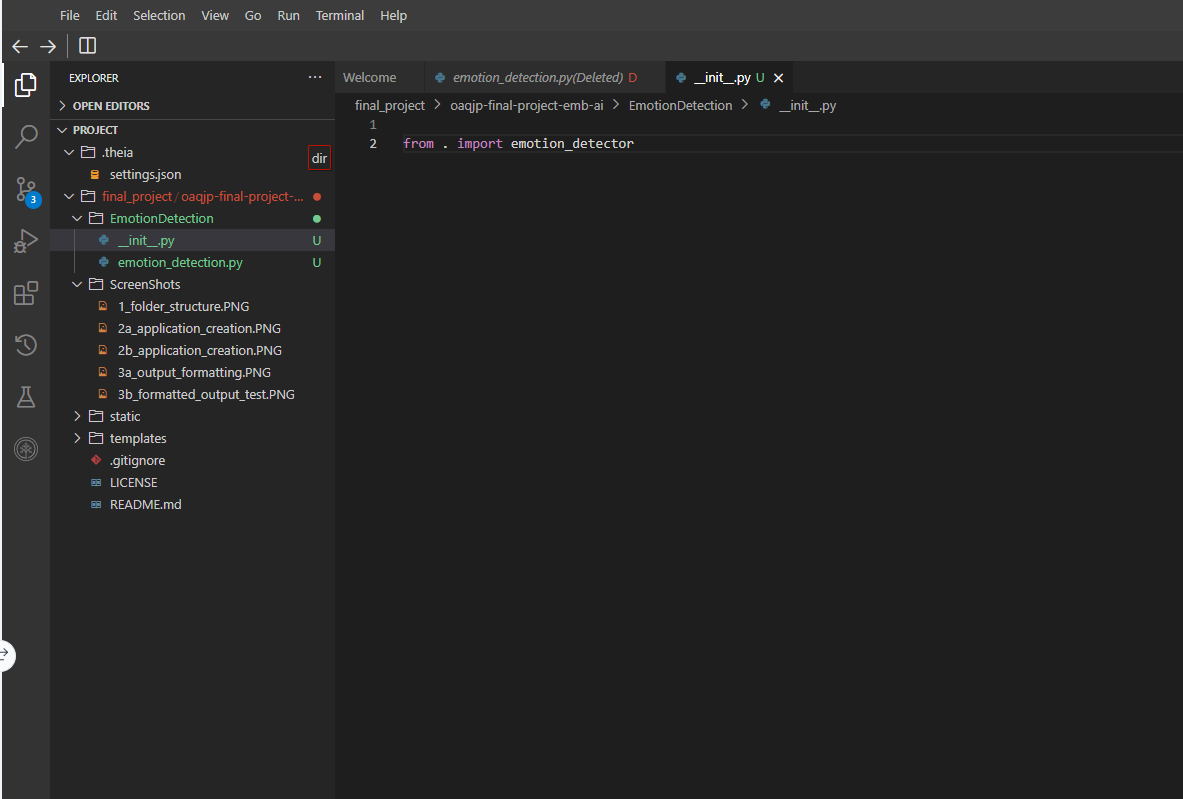 File Edit Selection View Go Run Terminal Help
EXPLORER ...
OPEN EDITORS
PROJECT
.theia
dir
settings.json
final_project / oaqjp-final-project-...
EmotionDetection
__init__.py U
emotion_detection.py U
ScreenShots
1_folder_structure.PNG
2a_application_creation.PNG
2b_application_creation.PNG
3a_output_formatting.PNG
3b_formatted_output_test.PNG
static
templates
.gitignore
LICENSE
README.md
3
Welcome emotion_detection.py(Deleted) D __init__.py U
final_project > oaqjp-final-project-emb-ai > EmotionDetection > __init__.py
1
2 from . import emotion_detector